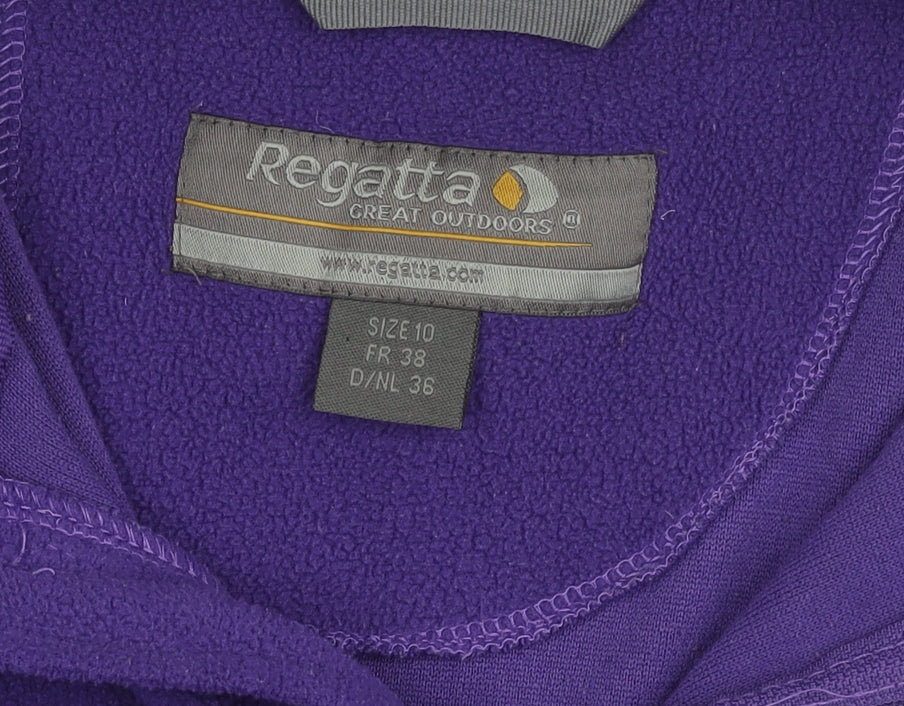 Regatta
GREAT OUTDOORS ®
www.regatta.com
SIZE 10
FR 38
D/NL 36